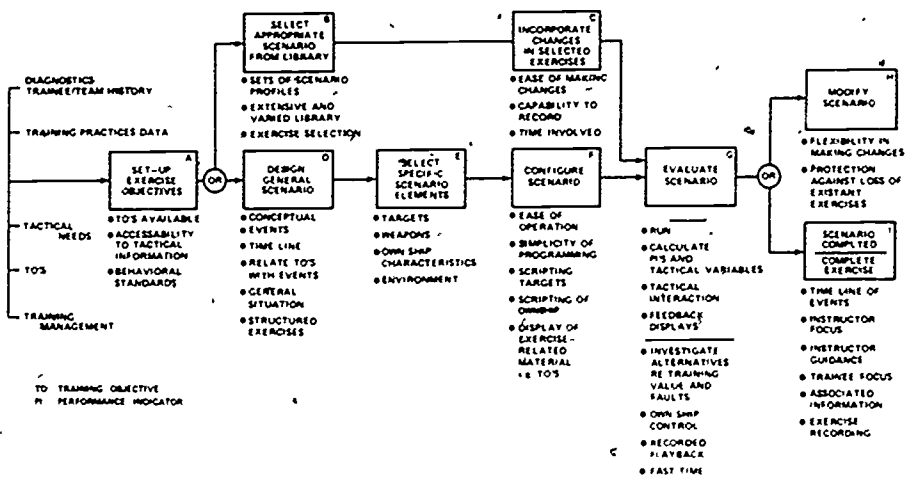 DIAGNOSTICS
TRAINEE/TEAM HISTORY
TRAINING PRACTICES DATA
TACTICAL
NEEDS
TO'S
TRAINING
MANAGEMENT
A
SET-UP
EXERCISE
OBJECTIVES
• TO'S AVAILABLE
• ACCESSABILITY
TO TACTICAL
INFORMATION
• BEHAVIORAL
STANDARDS
OR
B
SELECT
APPROPRIATE
SCENARIO
FROM LIBRARY
• SETS OF SCENARIO
PROFILES
• EXTENSIVE AND
VARIED LIBRARY
• EXERCISE SELECTION
C
INCORPORATE
CHANGES
IN SELECTED
EXERCISES
• EASE OF MAKING
CHANGES
• CAPABILITY TO
RECORD
• TIME INVOLVED
D
DESIGN
GENERAL
SCENARIO
• CONCEPTUAL
EVENTS
• TIME LINE
• RELATE TO'S
WITH EVENTS
• GENERAL
SITUATION
• STRUCTURED
EXERCISES
E
SELECT
SPECIFIC
SCENARIO
ELEMENTS
• TARGETS
• WEAPONS
• OWN SHIP
CHARACTERISTICS
• ENVIRONMENT
F
CONFIGURE
SCENARIO
• EASE OF
OPERATION
• SIMPLICITY OF
PROGRAMMING
• SCRIPTING
TARGETS
• SCRIPTING OF
OWNSHIP
• DISPLAY OF
EXERCISE-
RELATED
MATERIAL
i.e. TO'S
G
EVALUATE
SCENARIO
• RUN
• CALCULATE
PI'S AND
TACTICAL VARIABLES
• TACTICAL
INTERACTION
• FEEDBACK
DISPLAYS
• INVESTIGATE
ALTERNATIVES
RE TRAINING
VALUE AND
FAULTS
• OWN SHIP
CONTROL
• RECORDED
PLAYBACK
• FAST TIME
OR
H
MODIFY
SCENARIO
• FLEXIBILITY IN
MAKING CHANGES
• PROTECTION
AGAINST LOSS OF
EXISTANT
EXERCISES
I
SCENARIO
COMPLTED
COMPLETE
EXERCISE
• TIME LINE OF
EVENTS
• INSTRUCTOR
FOCUS
• INSTRUCTOR
GUIDANCE
• TRAINEE FOCUS
• ASSOCIATED
INFORMATION
• EXERCISE
RECORDING
TO TRAINING OBJECTIVE
PI PERFORMANCE INDICATOR